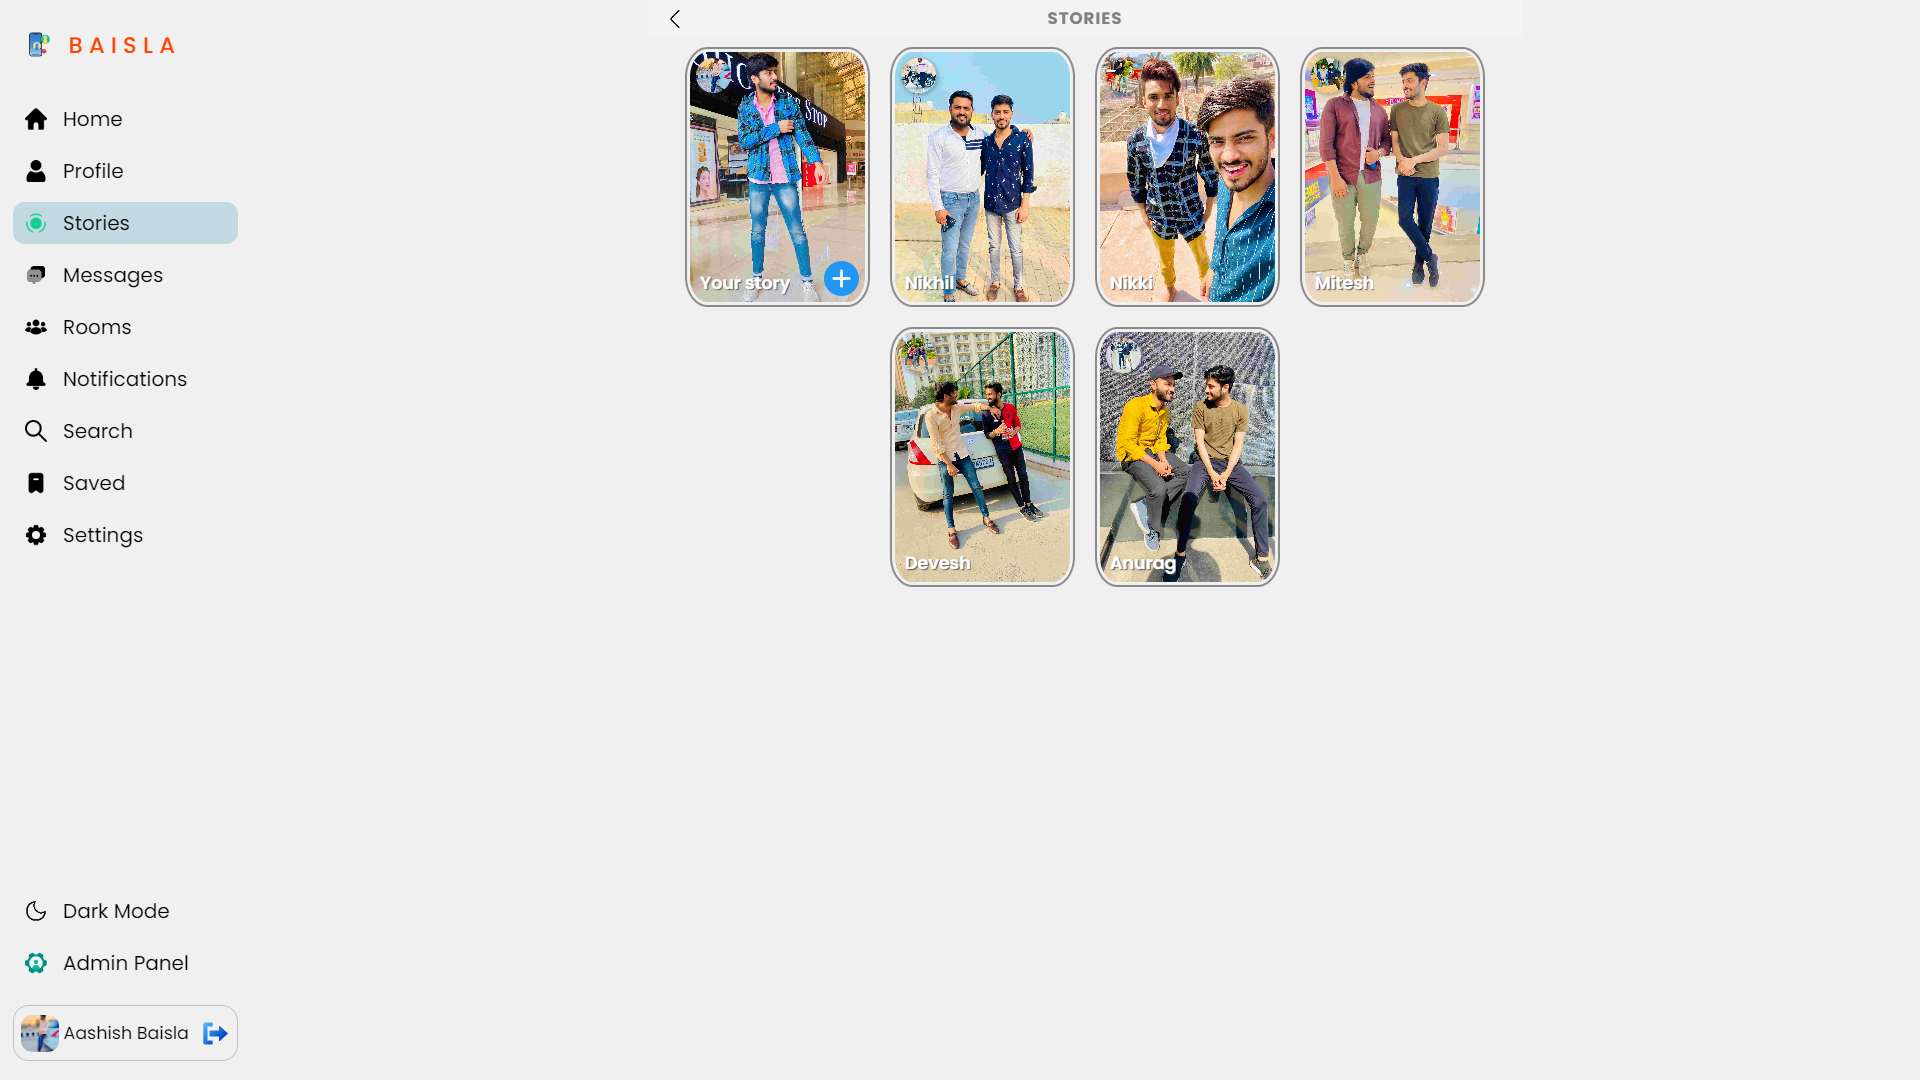 BAISLA
Home
Profile
Stories
Messages
Rooms
Notifications
Search
Saved
Settings
Dark Mode
Admin Panel
Aashish Baisla
STORIES
STOP
Your story
Nikhil
Nikki
Mitesh
Devesh
Anurag